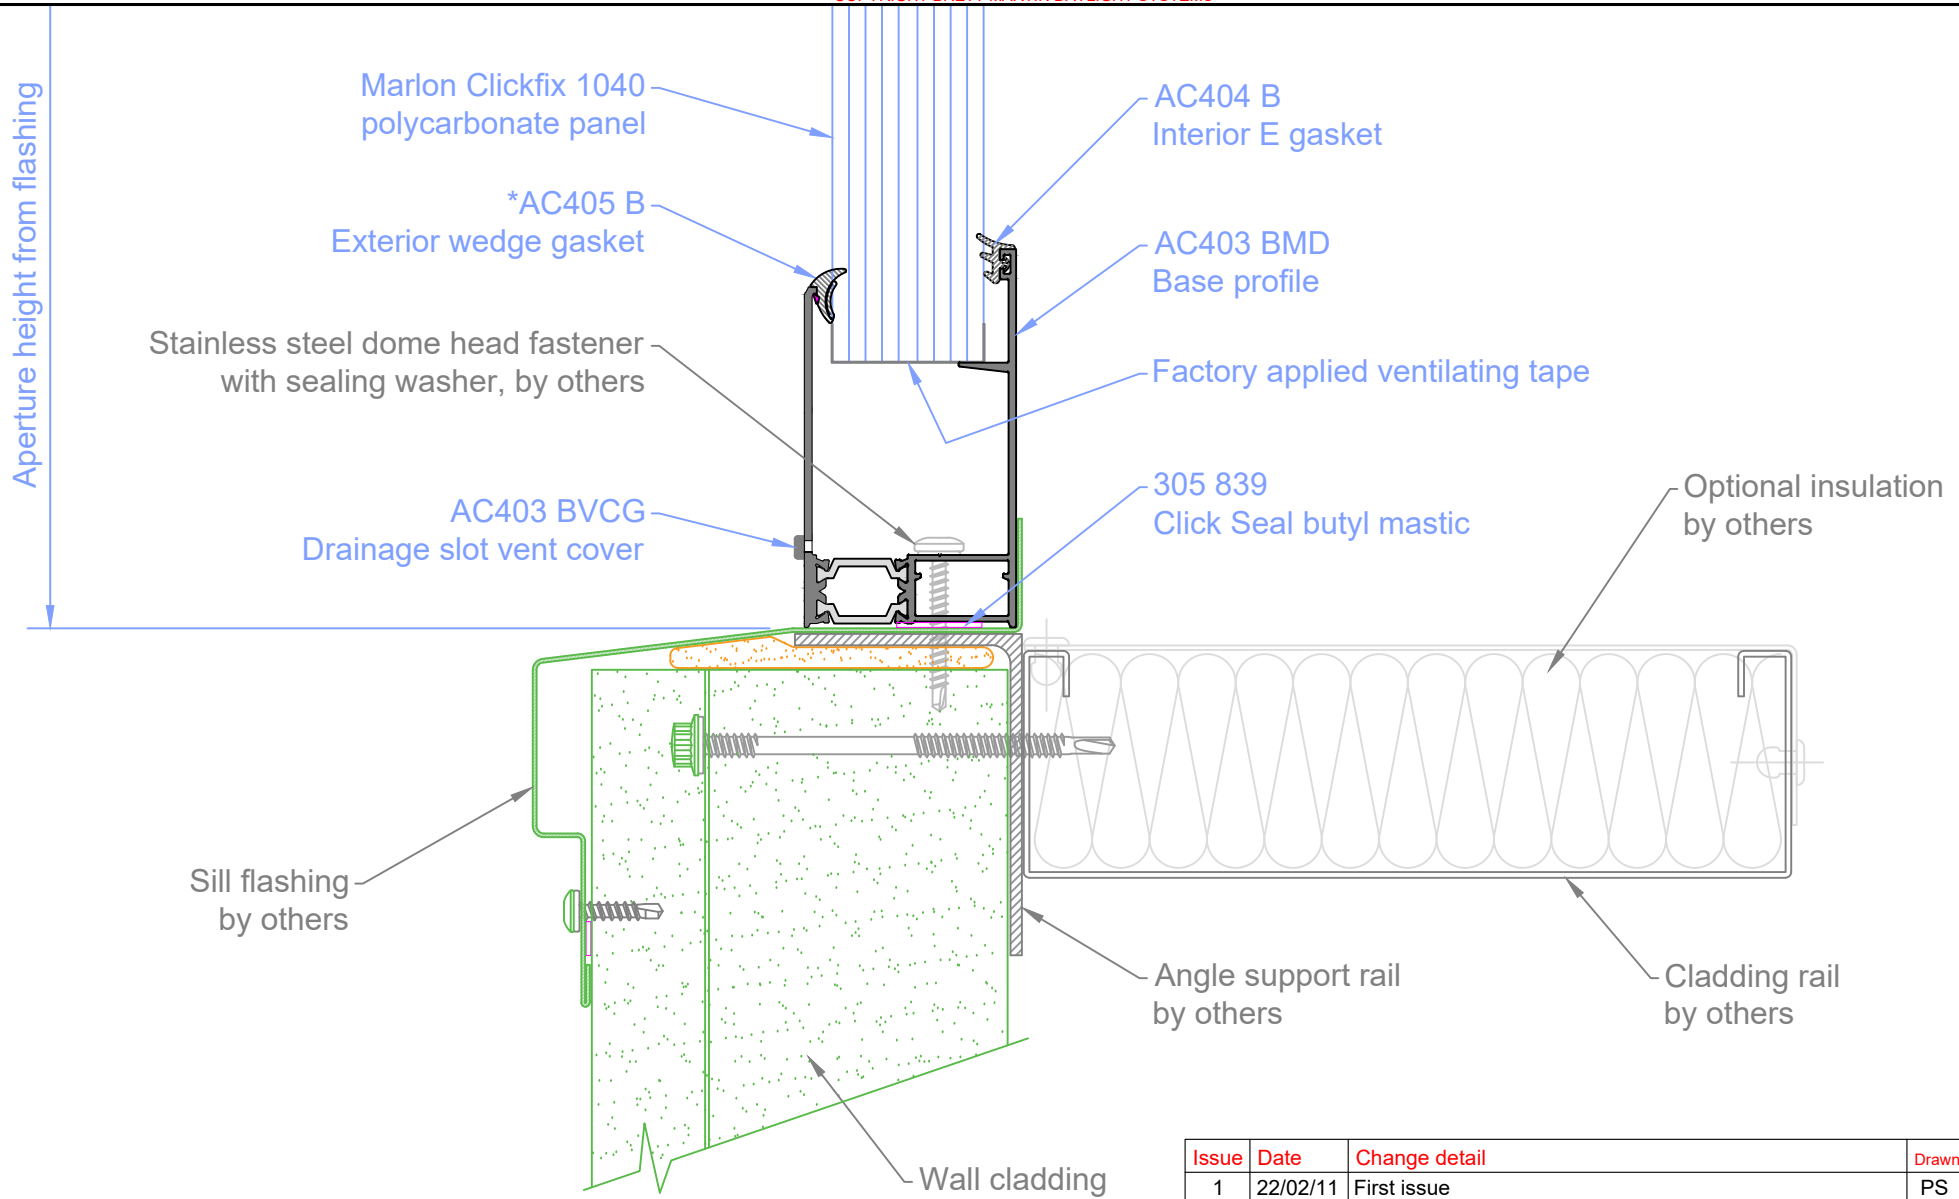 Aperture height from flashing
Marlon Clickfix 1040
polycarbonate panel
*AC405 B
Exterior wedge gasket
Stainless steel dome head fastener
with sealing washer, by others
AC403 BVCG
Drainage slot vent cover
AC404 B
Interior E gasket
AC403 BMD
Base profile
Factory applied ventilating tape
305 839
Click Seal butyl mastic
Optional insulation
by others
Sill flashing
by others
Angle support rail
by others
Cladding rail
by others
Wall cladding
Issue Date Change detail Drawn
1 22/02/11 First issue PS